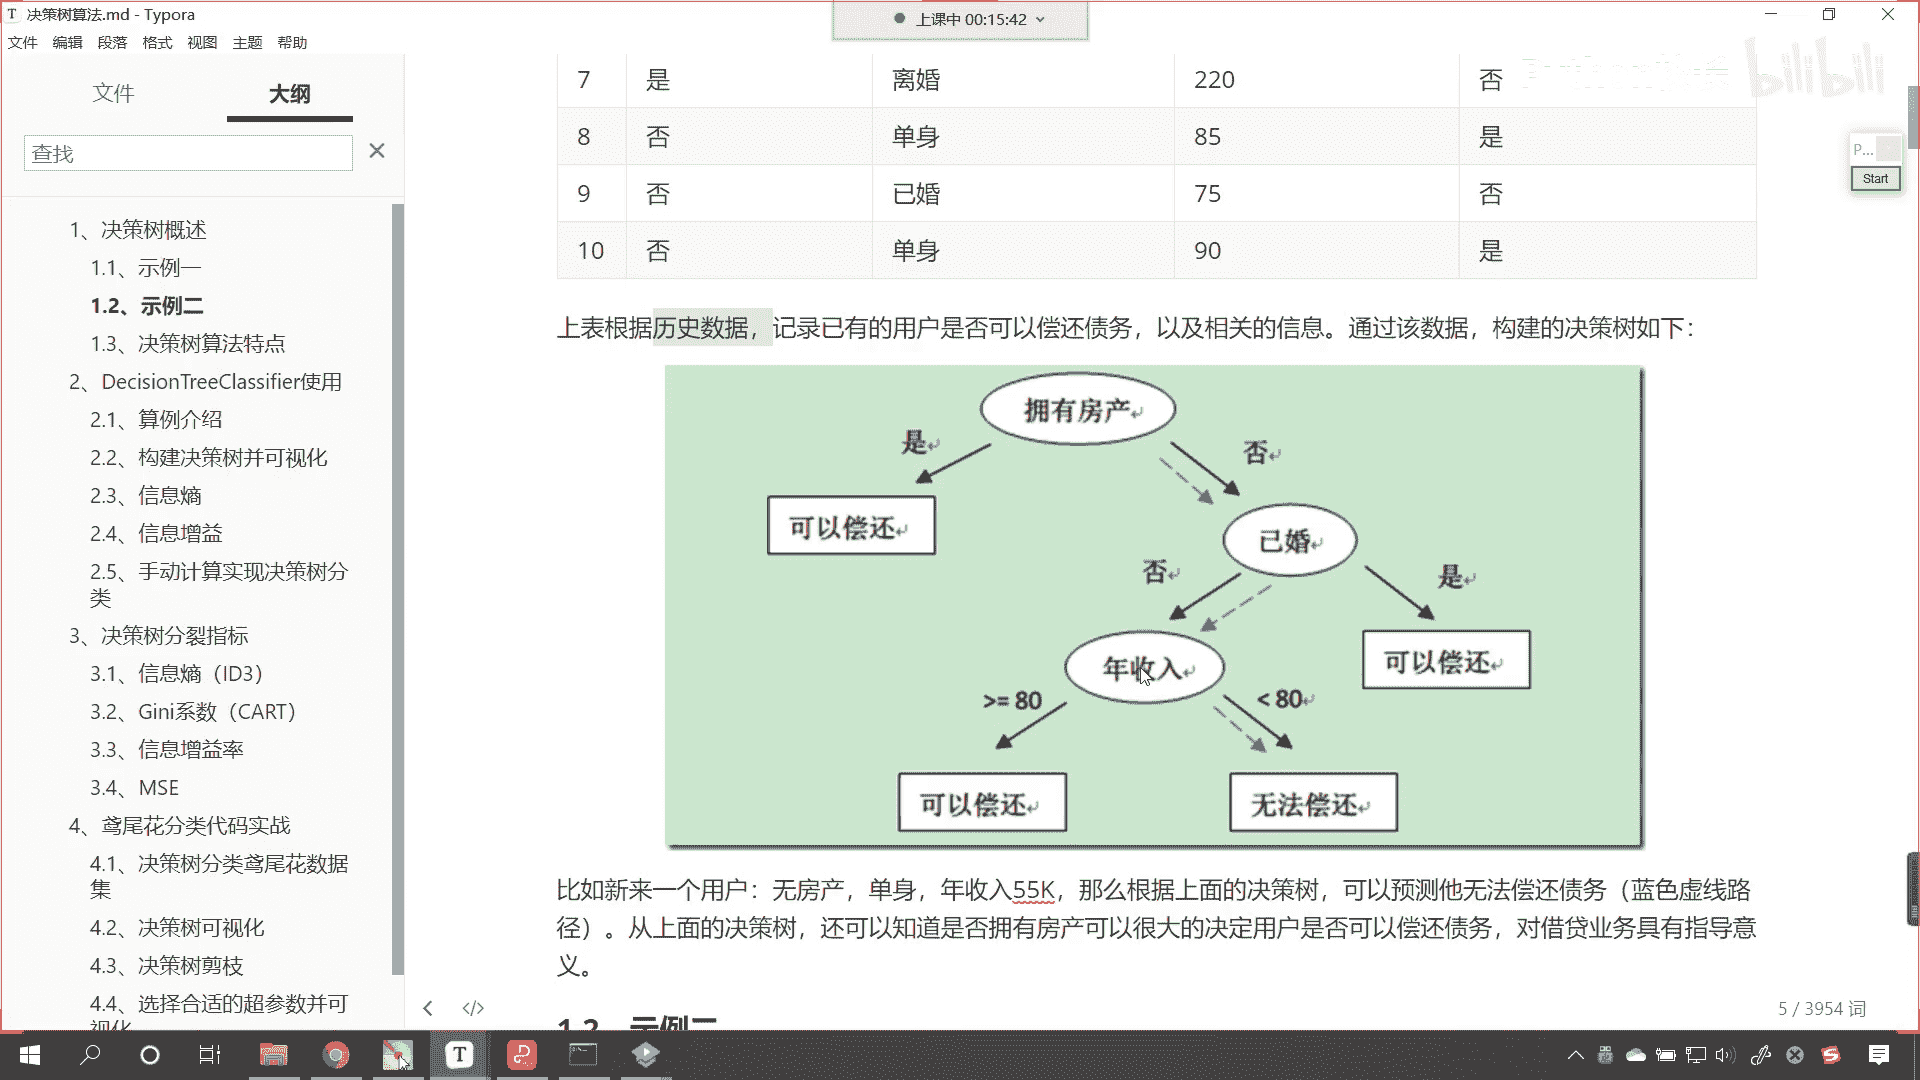 决策树算法.md - Typora
上课中 00:15:42
文件 编辑 段落 格式 视图 主题 帮助
bilibili
文件 大纲
查找
1、决策树概述
1.1、示例一
1.2、示例二
1.3、决策树算法特点
2、DecisionTreeClassifier使用
2.1、算例介绍
2.2、构建决策树并可视化
2.3、信息熵
2.4、信息增益
2.5、手动计算实现决策树分
类
3、决策树分裂指标
3.1、信息熵（ID3）
3.2、Gini系数（CART）
3.3、信息增益率
3.4、MSE
4、鸢尾花分类代码实战
4.1、决策树分类鸢尾花数据
集
4.2、决策树可视化
4.3、决策树剪枝
4.4、选择合适的超参数并可
视化
7 是 离婚 220 否
8 否 单身 85 是
9 否 已婚 75 否
10 否 单身 90 是
P...
Start
上表根据历史数据，记录已有的用户是否可以偿还债务，以及相关的信息。通过该数据，构建的决策树如下：
拥有房产
是
否
可以偿还
已婚
否
是
年收入
可以偿还
>= 80
< 80
可以偿还
无法偿还
比如新来一个用户：无房产，单身，年收入55K，那么根据上面的决策树，可以预测他无法偿还债务（蓝色虚线路
径）。从上面的决策树，还可以知道是否拥有房产可以很大的决定用户是否可以偿还债务，对借贷业务具有指导意
义。
5 / 3954 词